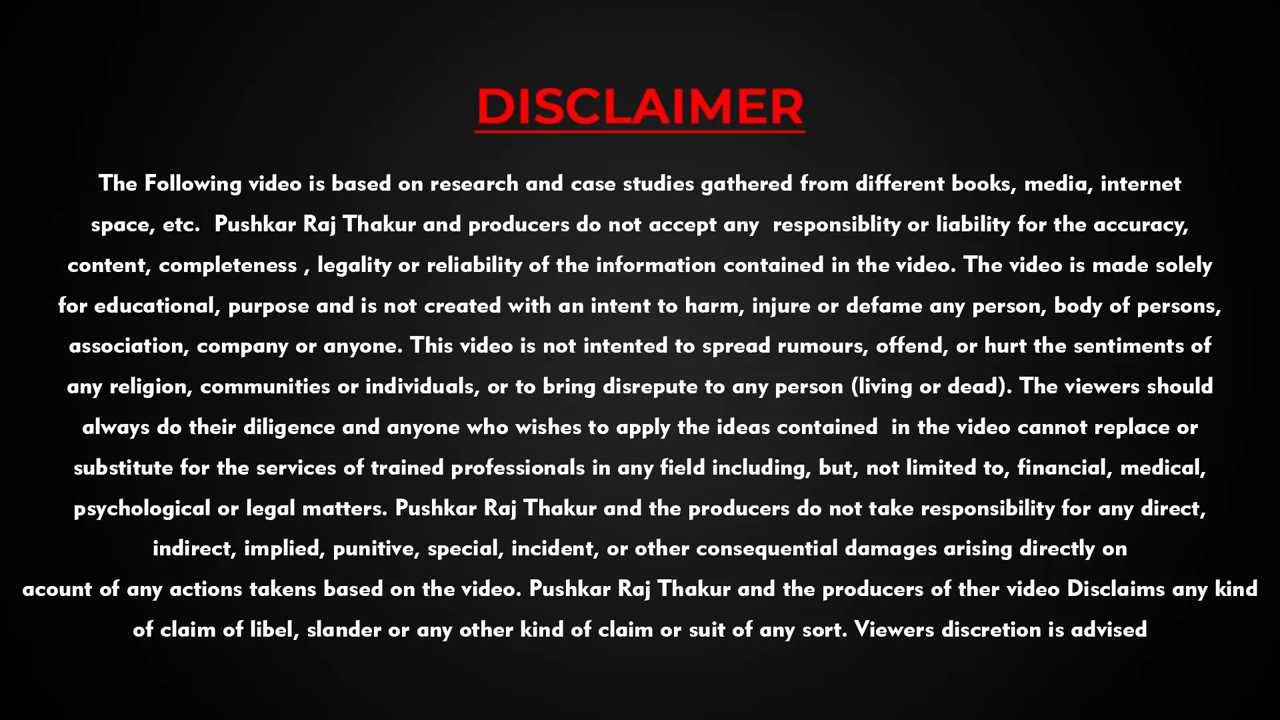 DISCLAIMER
The Following video is based on research and case studies gathered from different books, media, internet
space, etc.  Pushkar Raj Thakur and producers do not accept any  responsiblity or liability for the accuracy,
content, completeness , legality or reliability of the information contained in the video. The video is made solely
for educational, purpose and is not created with an intent to harm, injure or defame any person, body of persons,
association, company or anyone. This video is not intented to spread rumours, offend, or hurt the sentiments of
any religion, communities or individuals, or to bring disrepute to any person (living or dead). The viewers should
always do their diligence and anyone who wishes to apply the ideas contained  in the video cannot replace or
substitute for the services of trained professionals in any field including, but, not limited to, financial, medical,
psychological or legal matters. Pushkar Raj Thakur and the producers do not take responsibility for any direct,
indirect, implied, punitive, special, incident, or other consequential damages arising directly on
acount of any actions takens based on the video. Pushkar Raj Thakur and the producers of ther video Disclaims any kind
of claim of libel, slander or any other kind of claim or suit of any sort. Viewers discretion is advised